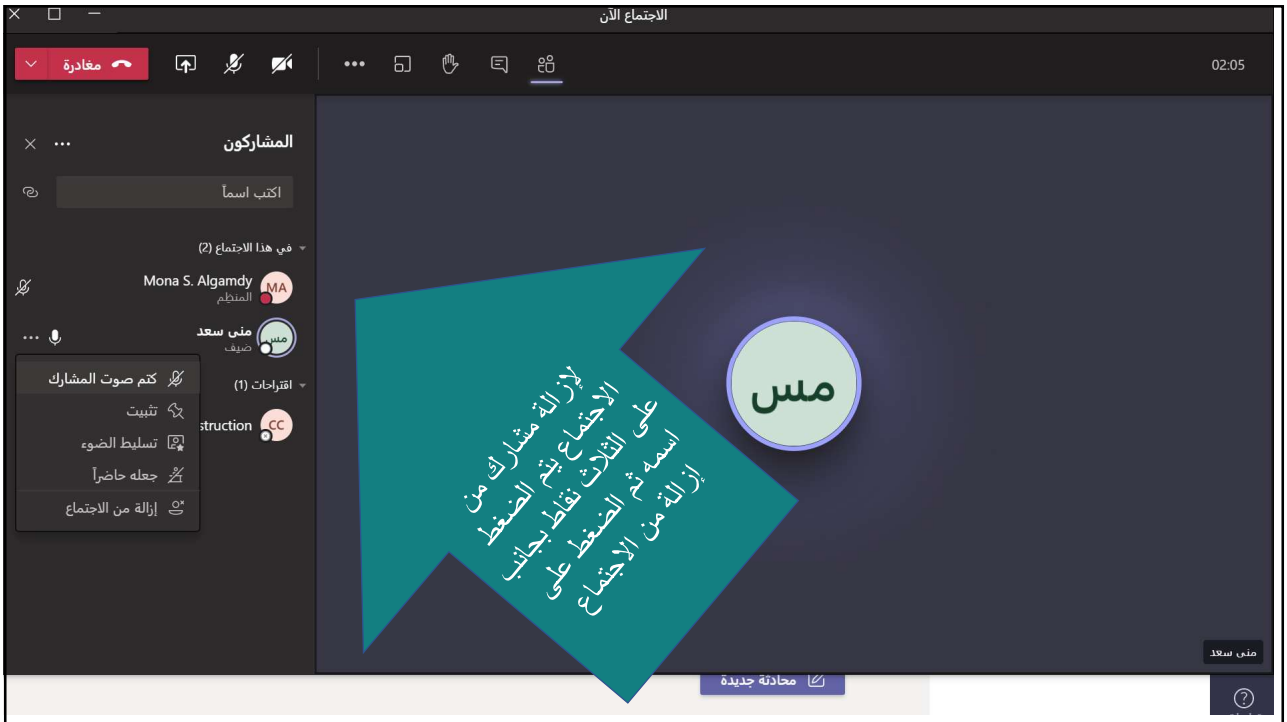 الاجتماع الآن
مغادرة
02:05
المشاركون
اكتب اسماً
في هذا الاجتماع (2)
Mona S. Algamdy
MA
المنظم
منى سعد
مس
ضيف
كتم صوت المشارك
تثبيت
تسليط الضوء
جعله حاضراً
إزالة من الاجتماع
اقتراحات (1)
struction
CC
لإزالة مشارك من
الاجتماع يتم الضغط
على الثلاث نقاط بجانب
اسمه ثم الضغط على
إزالة من الاجتماع
مس
منى سعد
محادثة جديدة